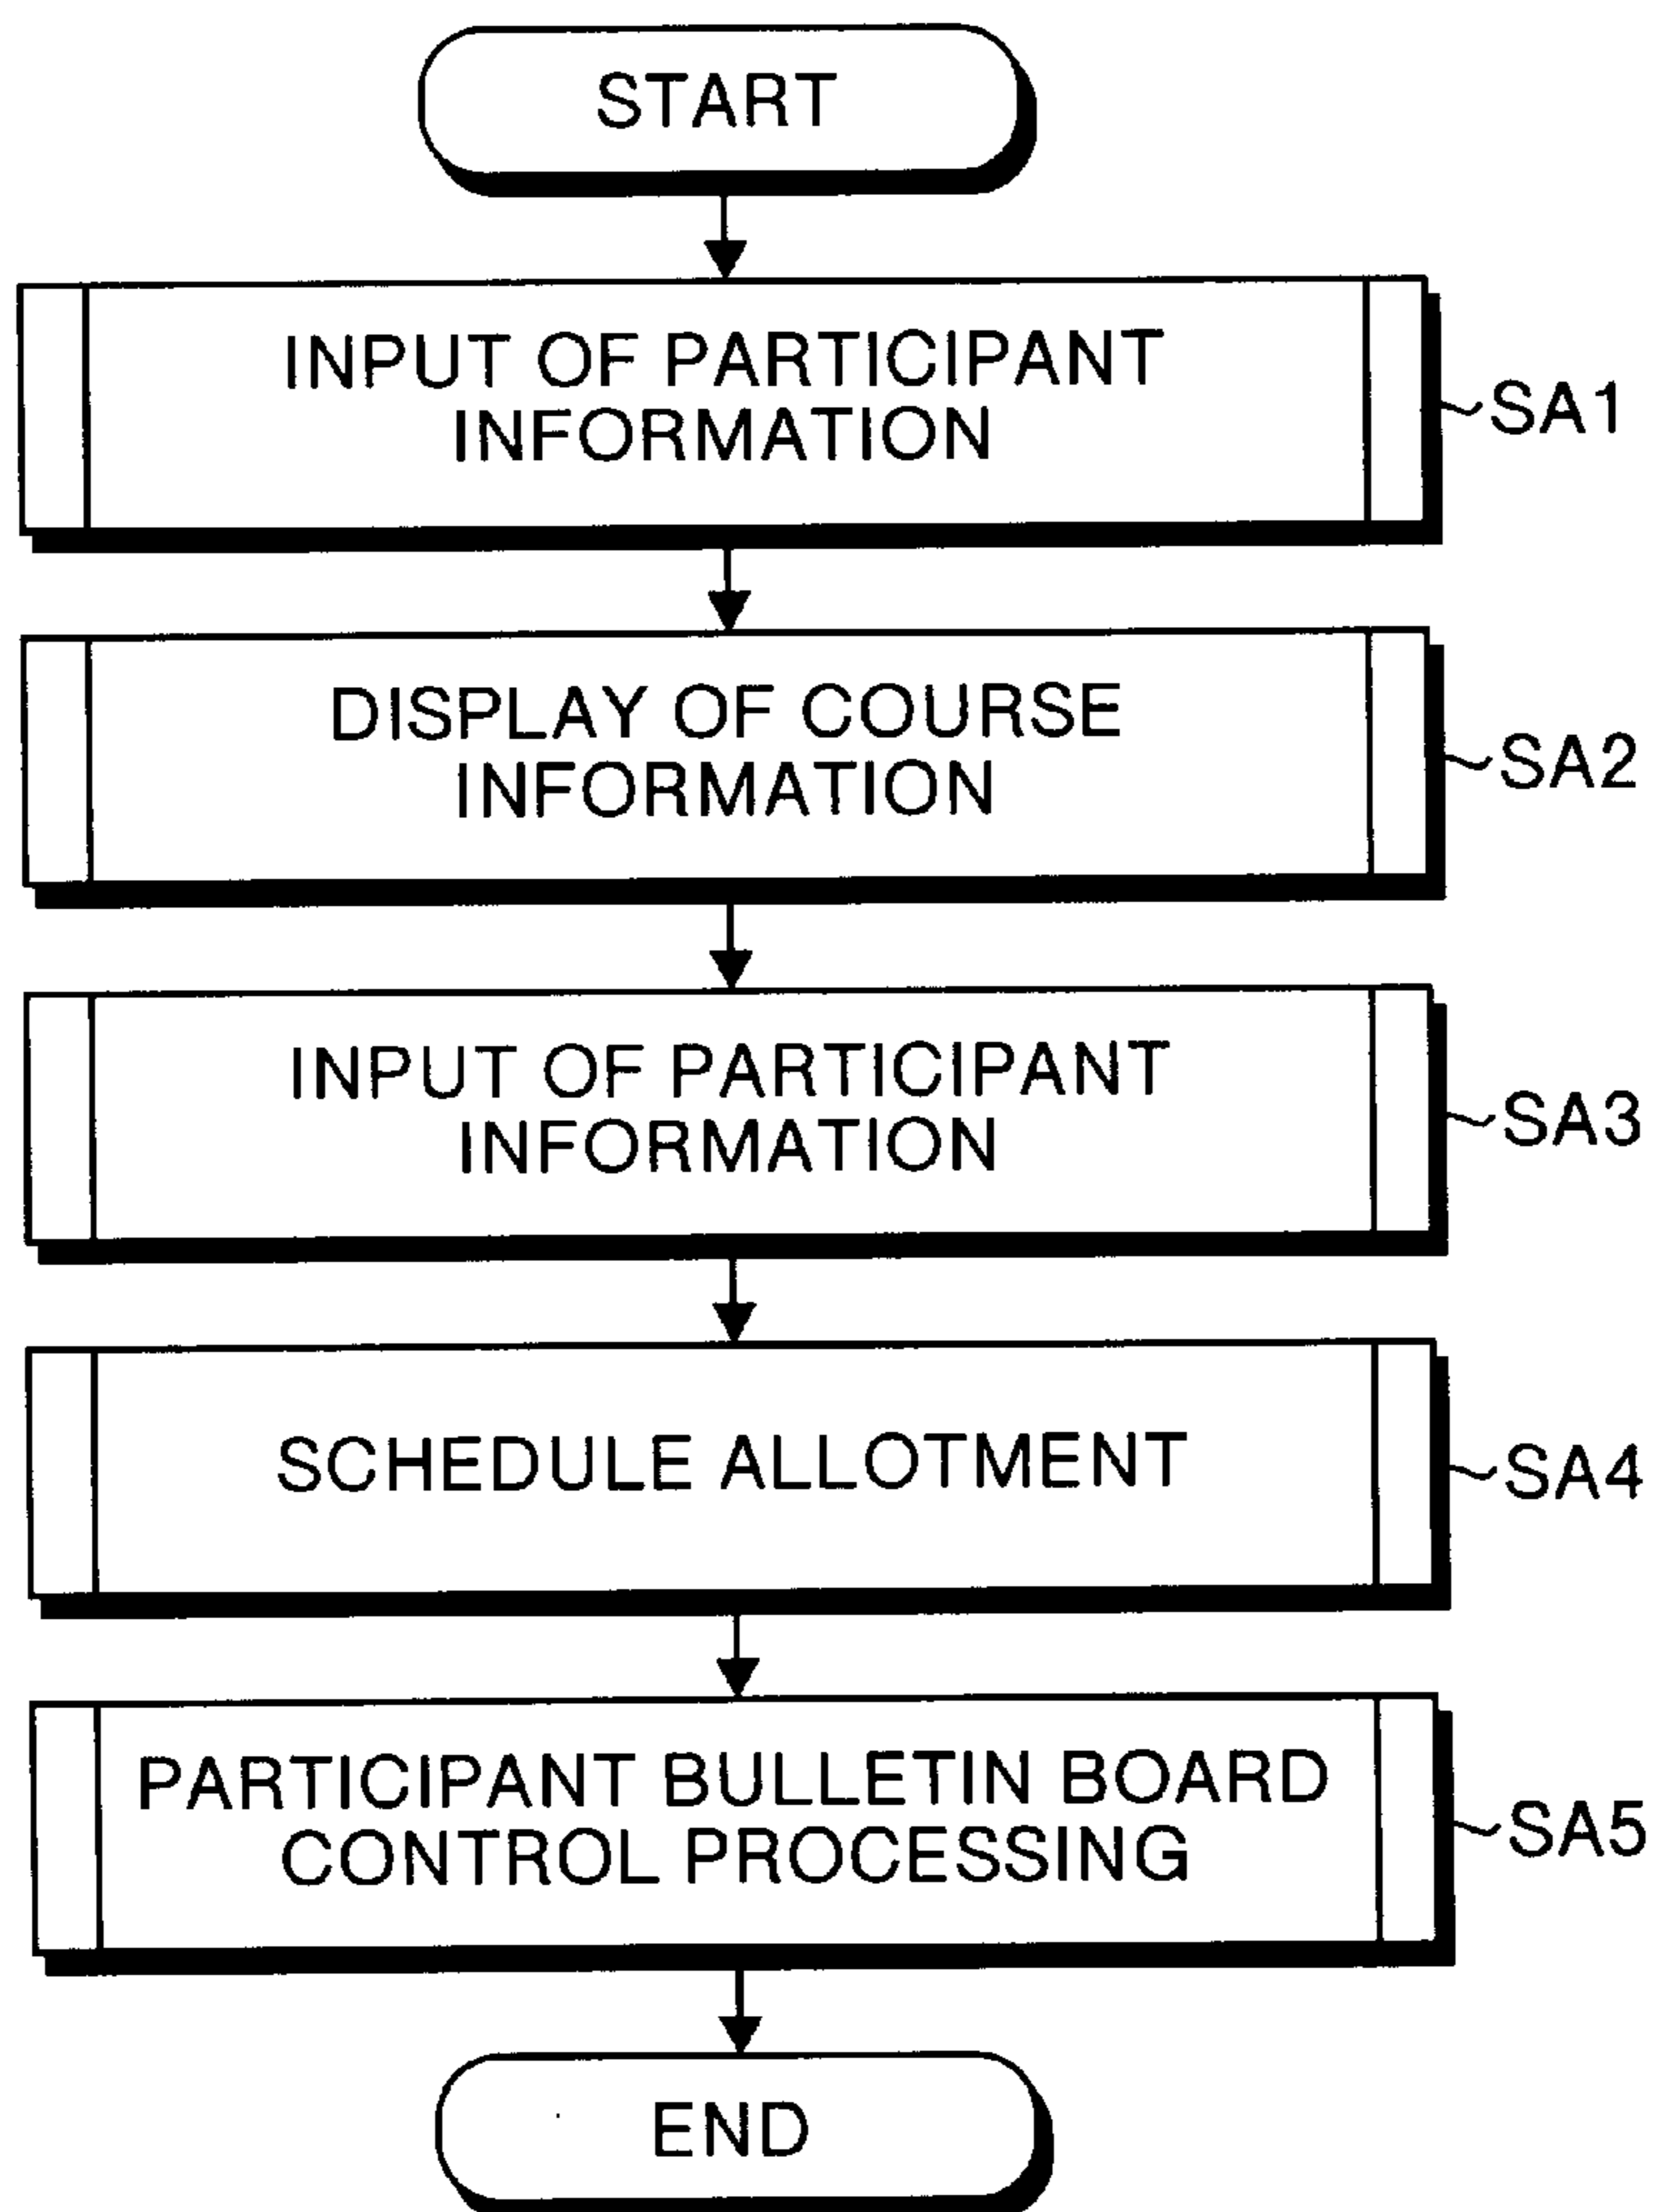 START
INPUT OF PARTICIPANT
INFORMATION
SA1
DISPLAY OF COURSE
INFORMATION
SA2
INPUT OF PARTICIPANT
INFORMATION
SA3
SCHEDULE ALLOTMENT
SA4
PARTICIPANT BULLETIN BOARD
CONTROL PROCESSING
SA5
END